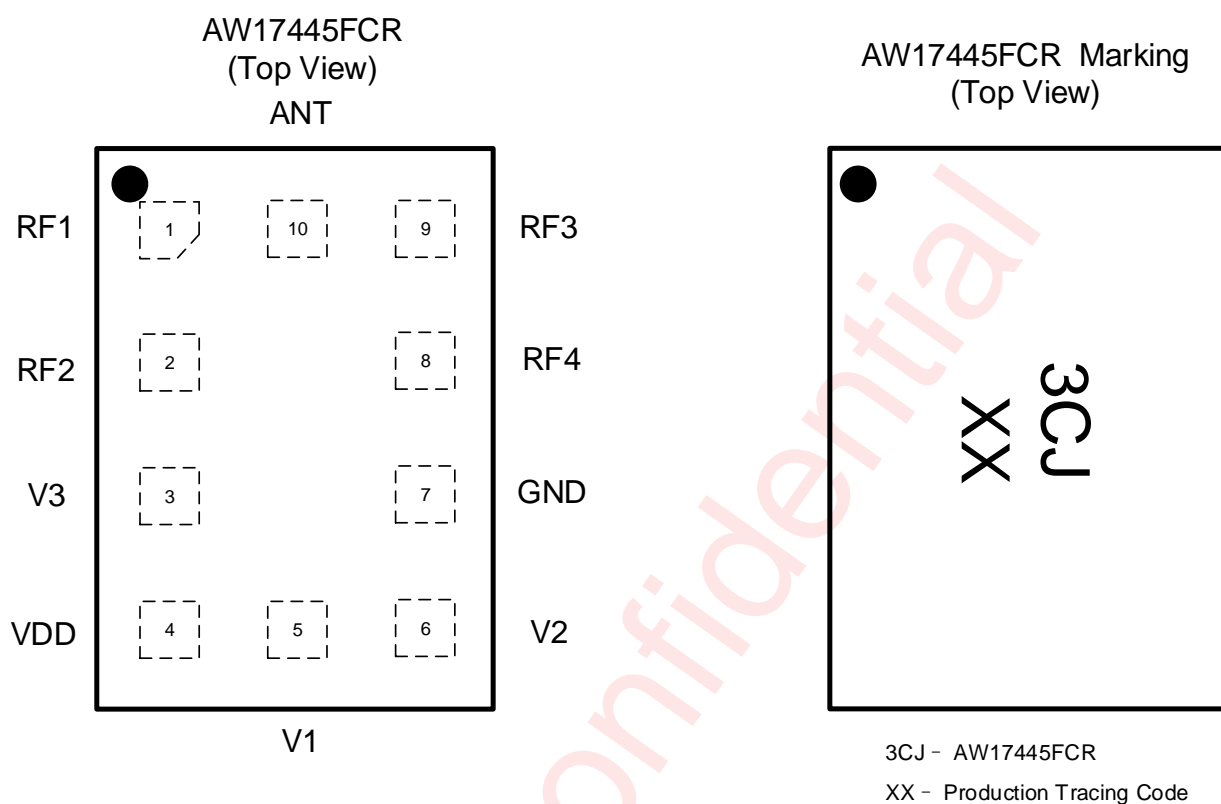 AW17445FCR
(Top View)
ANT
RF1
1
10
9
RF3
RF2
2
8
RF4
V3
3
7
GND
VDD
4
5
6
V2
V1
AW17445FCR Marking
(Top View)
3CJ
XX
3CJ - AW17445FCR
XX - Production Tracing Code
onfidential